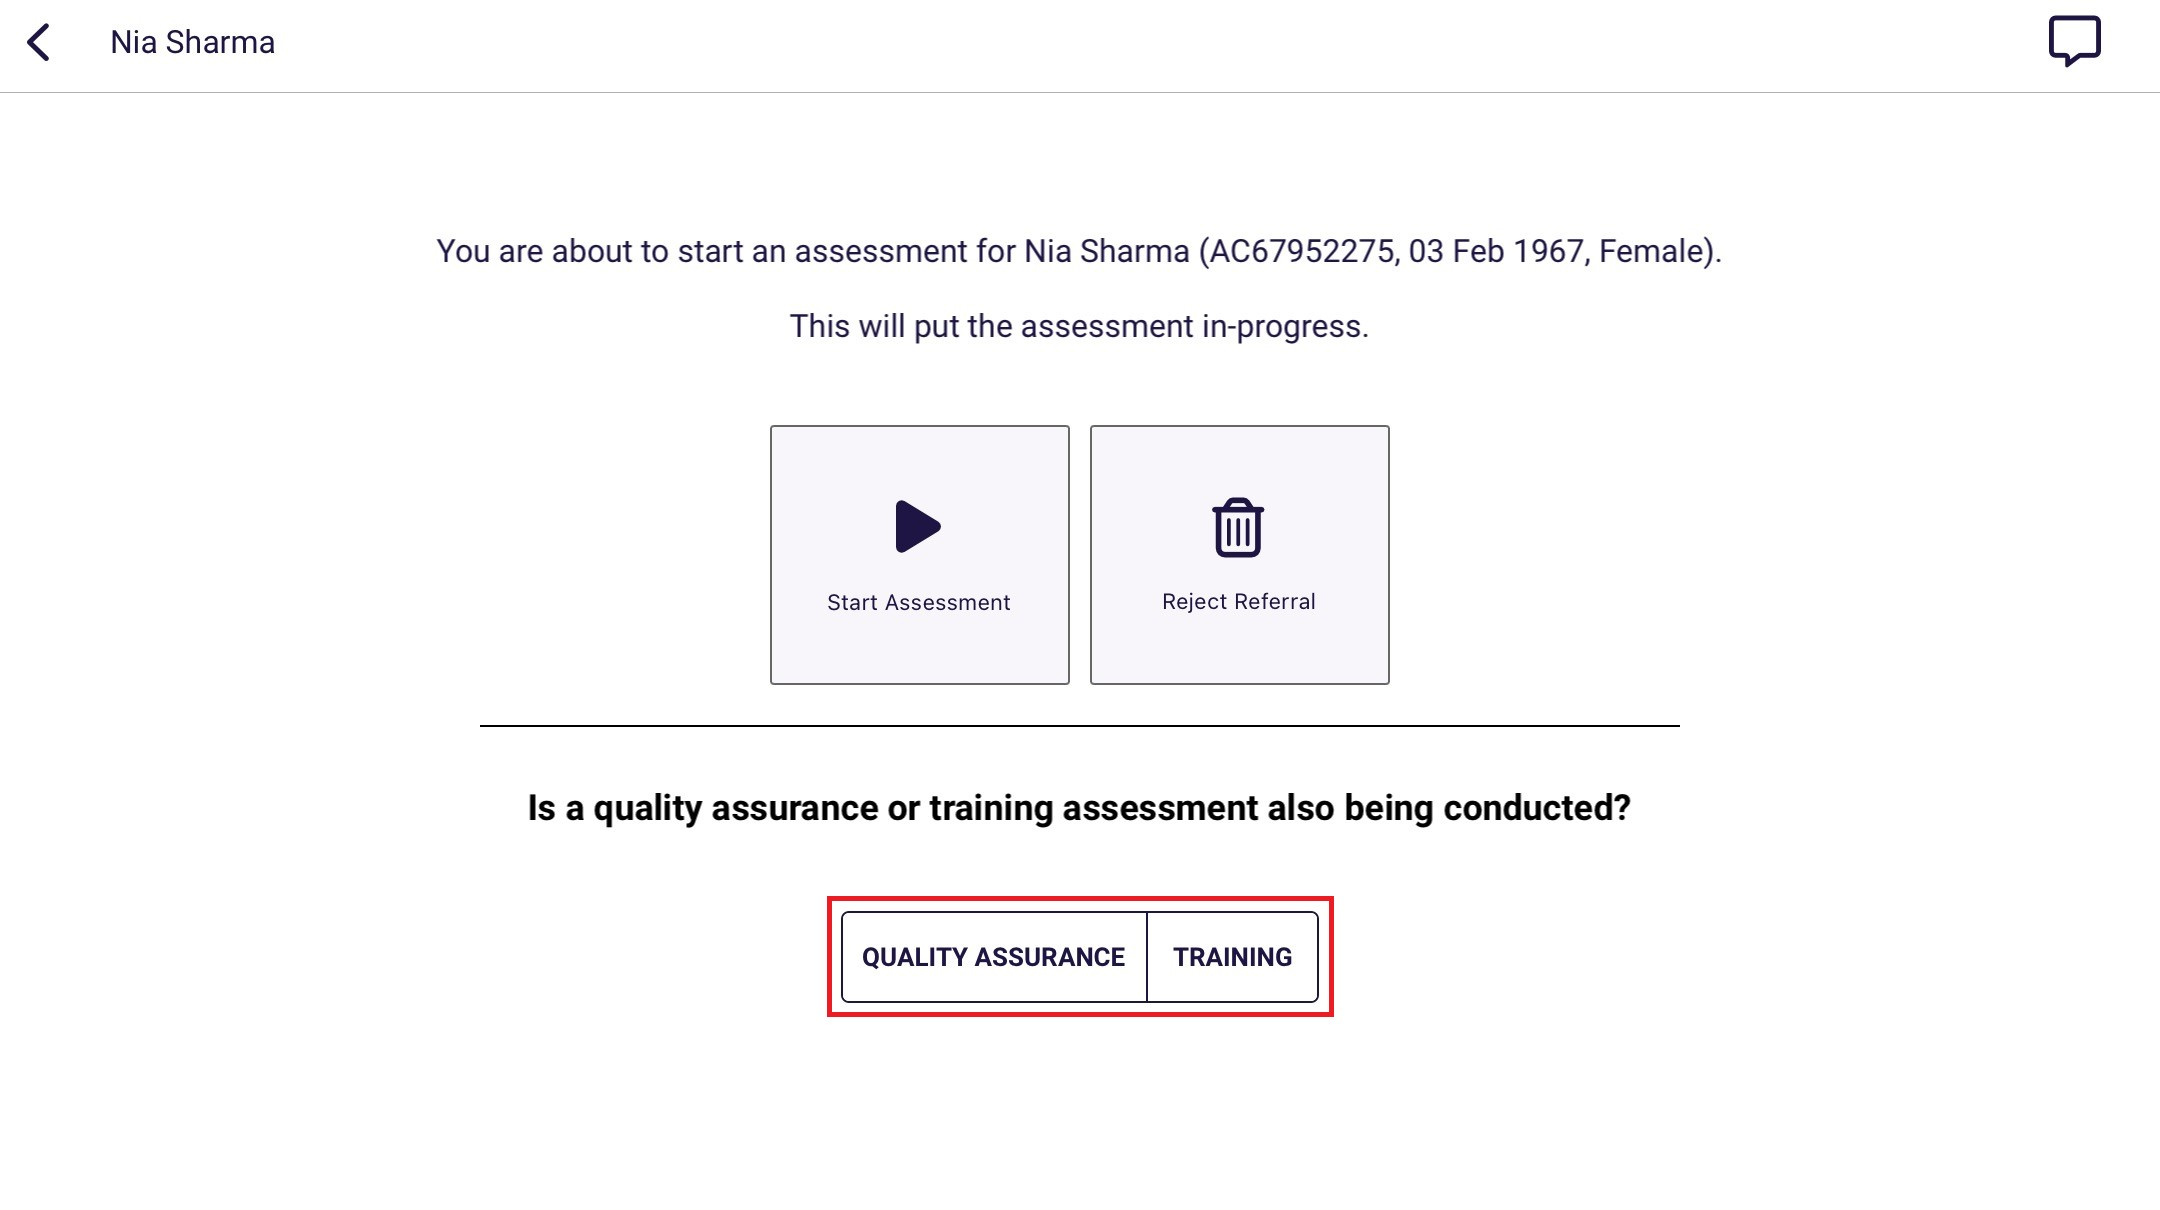 Nia Sharma
You are about to start an assessment for Nia Sharma (AC67952275, 03 Feb 1967, Female).
This will put the assessment in-progress.
Start Assessment
Reject Referral
Is a quality assurance or training assessment also being conducted?
QUALITY ASSURANCE
TRAINING